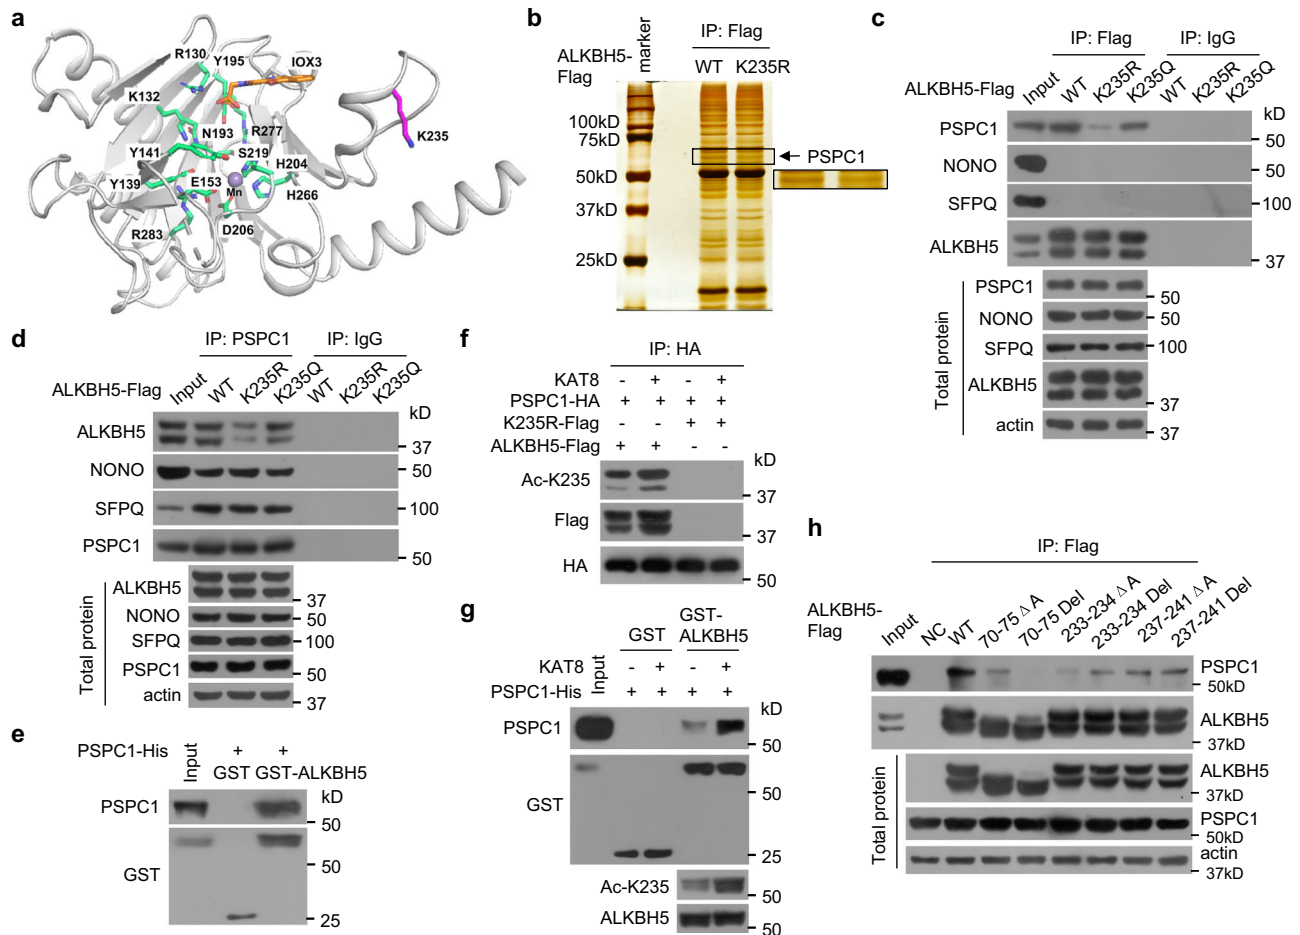 a
R130
Y195
IOX3
K132
N193
R277
K235
Y141
S219
H204
Y139
E153
Mn
H266
R283
D206
b
IP: Flag
ALKBH5-
Flag
marker
WT K235R
100kD
75kD
PSPC1
50kD
37kD
25kD
c
IP: Flag
IP: IgG
ALKBH5-Flag
Input
WT
K235R
K235Q
WT
K235R
K235Q
kD
PSPC1
50
NONO
50
SFPQ
100
ALKBH5
37
Total protein
PSPC1
50
NONO
50
SFPQ
100
ALKBH5
37
actin
37
d
IP: PSPC1
IP: IgG
ALKBH5-Flag
Input
WT
K235R
K235Q
WT
K235R
K235Q
kD
ALKBH5
37
NONO
50
SFPQ
100
PSPC1
50
Total protein
ALKBH5
37
NONO
50
SFPQ
100
PSPC1
50
actin
37
e
PSPC1-His + +
Input
GST GST-ALKBH5
kD
PSPC1
50
GST
50
25
f
IP: HA
KAT8 - + - +
PSPC1-HA + + + +
K235R-Flag - - + +
ALKBH5-Flag + + - -
kD
Ac-K235
37
Flag
37
HA
50
g
Input
GST
GST-
ALKBH5
KAT8 - + - +
PSPC1-His + + + +
kD
PSPC1
50
GST
50
25
Ac-K235
50
ALKBH5
50
h
IP: Flag
ALKBH5-
Flag
Input
NC
WT
70-75 △ A
70-75 Del
233-234 △ A
233-234 Del
237-241 △ A
237-241 Del
PSPC1
50kD
ALKBH5
37kD
Total protein
ALKBH5
37kD
PSPC1
50kD
actin
37kD